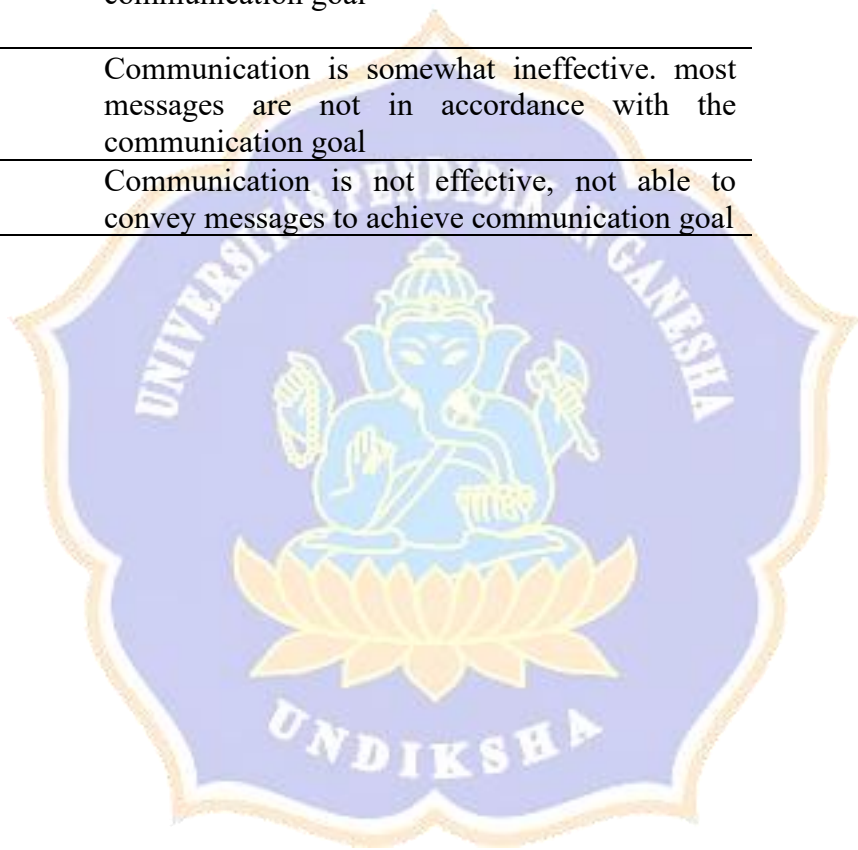 communication goal
Communication is somewhat ineffective. most
messages are not in accordance with the
communication goal
Communication is not effective, not able to
convey messages to achieve communication goal
UNIVERSITAS PENDIDIKAN GANESHA
UNDIKSHA